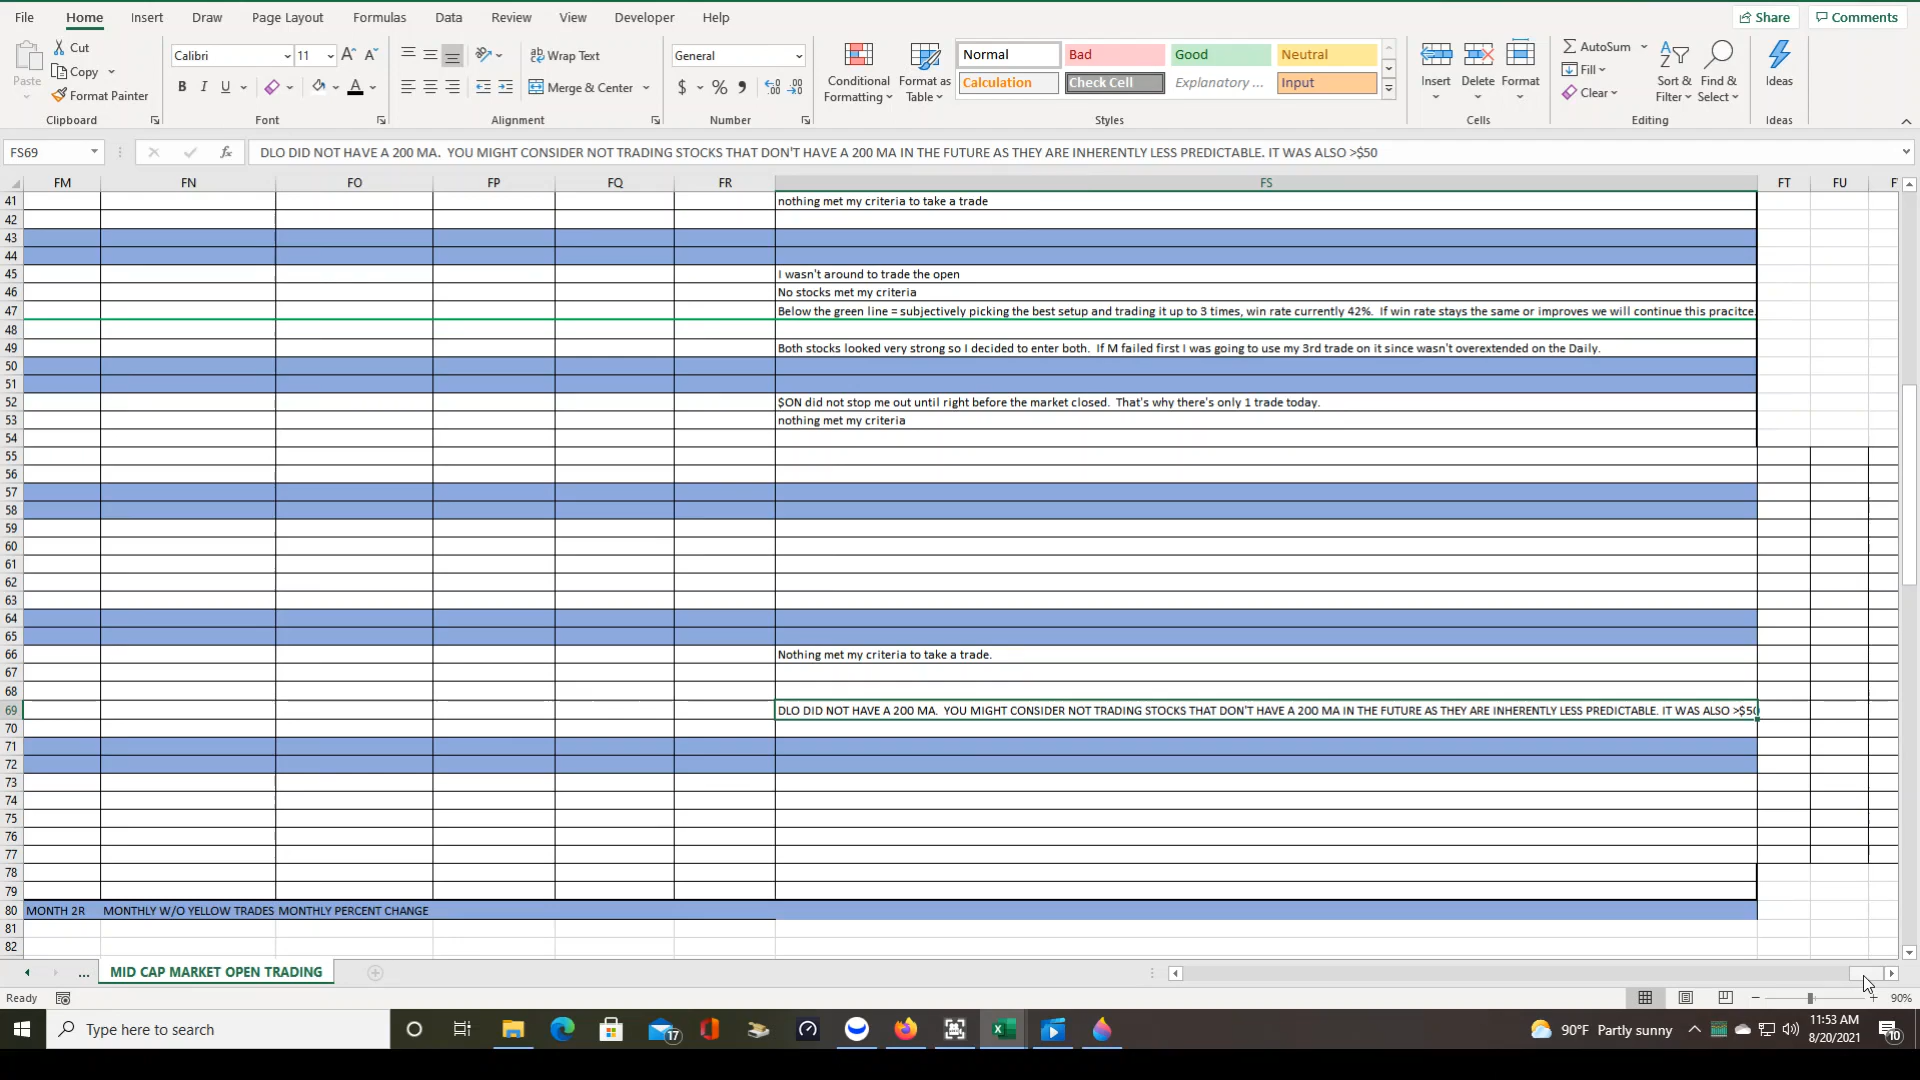 File Home Insert Draw Page Layout Formulas Data Review View Developer Help Share Comments
Cut
Copy
Format Painter
Paste
Clipboard
Calibri 11
B I U
Font
Wrap Text
Merge & Center
Alignment
General
$ %
Number
Conditional Formatting
Format as Table
Normal Bad Good Neutral
Calculation Check Cell Explanatory ... Input
Styles
Insert Delete Format
Cells
AutoSum
Fill
Clear
Sort & Filter
Find & Select
Editing
Ideas
Ideas
FS69 fx DLO DID NOT HAVE A 200 MA. YOU MIGHT CONSIDER NOT TRADING STOCKS THAT DON'T HAVE A 200 MA IN THE FUTURE AS THEY ARE INHERENTLY LESS PREDICTABLE. IT WAS ALSO >$50
FM FN FO FP FQ FR FS FT FU F
41 nothing met my criteria to take a trade
42
43
44
45 I wasn't around to trade the open
46 No stocks met my criteria
47 Below the green line = subjectively picking the best setup and trading it up to 3 times, win rate currently 42%. If win rate stays the same or improves we will continue this pracitce.
48
49 Both stocks looked very strong so I decided to enter both. If M failed first I was going to use my 3rd trade on it since wasn't overextended on the Daily.
50
51
52 $ON did not stop me out until right before the market closed. That's why there's only 1 trade today.
53 nothing met my criteria
54
55
56
57
58
59
60
61
62
63
64
65
66 Nothing met my criteria to take a trade.
67
68
69 DLO DID NOT HAVE A 200 MA. YOU MIGHT CONSIDER NOT TRADING STOCKS THAT DON'T HAVE A 200 MA IN THE FUTURE AS THEY ARE INHERENTLY LESS PREDICTABLE. IT WAS ALSO >$50
70
71
72
73
74
75
76
77
78
79
80 MONTH 2R MONTHLY W/O YELLOW TRADES MONTHLY PERCENT CHANGE
81
82
... MID CAP MARKET OPEN TRADING
Ready 90%
Type here to search 17 90°F Partly sunny 11:53 AM
8/20/2021 10